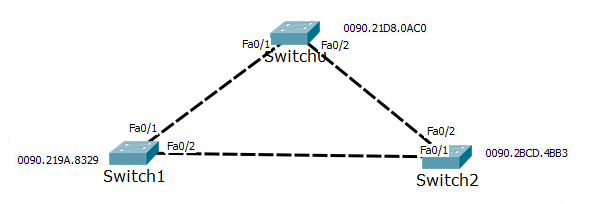 0090.21D8.0AC0
Fa0/1
Fa0/2
Switch0
Fa0/1
Fa0/2
0090.219A.8329
Fa0/2
Fa0/1
0090.2BCD.4BB3
Switch1
Switch2